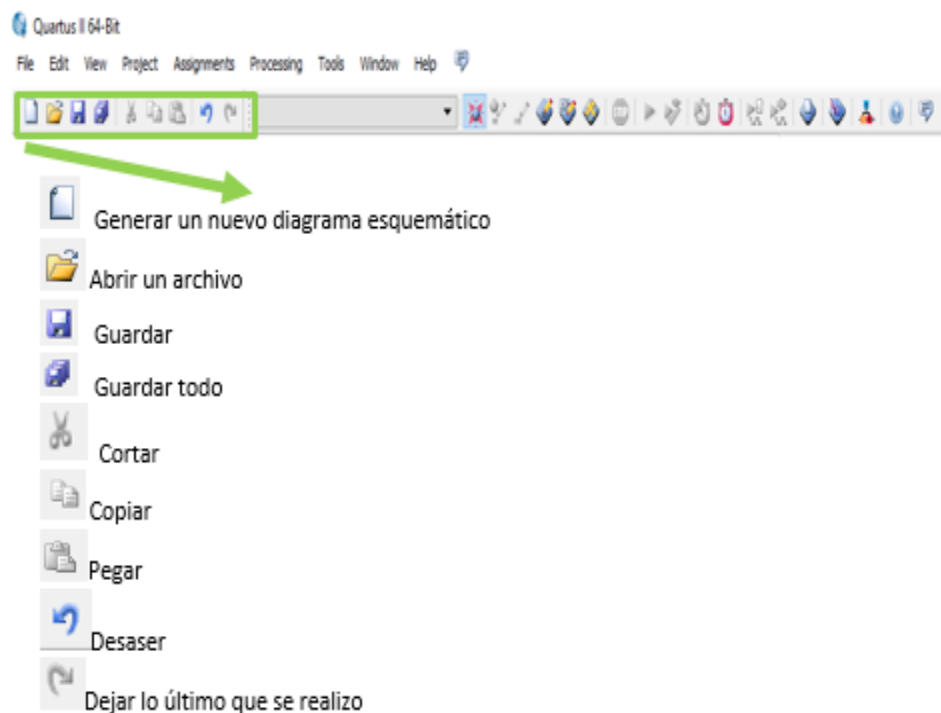 Quartus II 64-Bit
File Edit View Project Assignments Processing Tools Window Help
Generar un nuevo diagrama esquemático
Abrir un archivo
Guardar
Guardar todo
Cortar
Copiar
Pegar
Desaser
Dejar lo último que se realizo